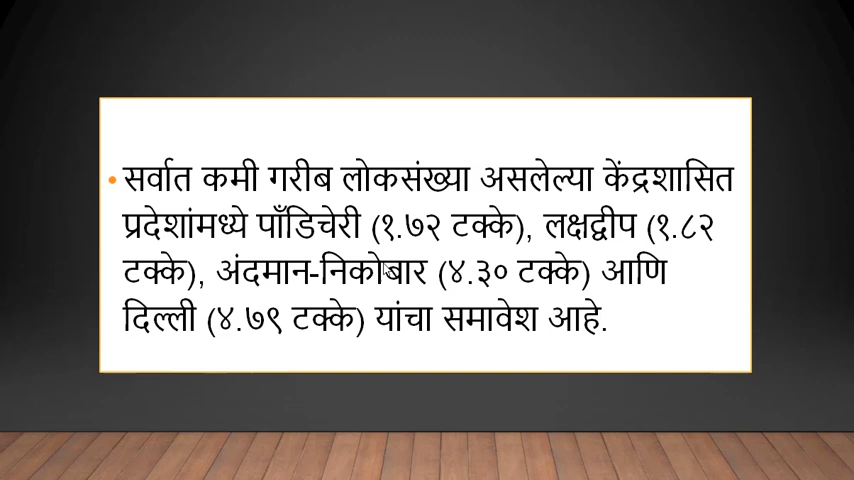 • सर्वात कमी गरीब लोकसंख्या असलेल्या केंद्रशासित
प्रदेशांमध्ये पाँडिचेरी (१.७२ टक्के), लक्षद्वीप (१.८२
टक्के), अंदमान-निकोबार (४.३० टक्के) आणि
दिल्ली (४.७९ टक्के) यांचा समावेश आहे.